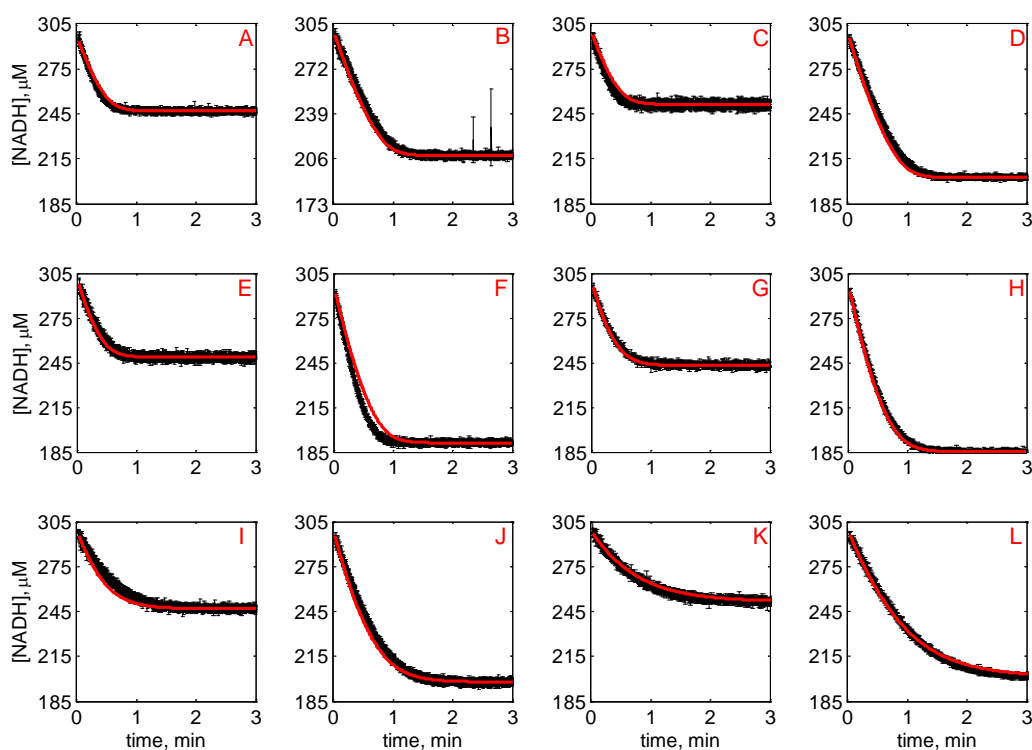 305 305 305 305
A B C D
275 272 275 275
[NADH], μM
245 239 245 245
215 206 215 215
185 173 185 185
0 1 2 3 0 1 2 3 0 1 2 3 0 1 2 3
305 305 305 305
E F G H
275 275 275 275
[NADH], μM
245 245 245 245
215 215 215 215
185 185 185 185
0 1 2 3 0 1 2 3 0 1 2 3 0 1 2 3
305 305 305 305
I J K L
275 275 275 275
[NADH], μM
245 245 245 245
215 215 215 215
185 185 185 185
0 1 2 3 0 1 2 3 0 1 2 3 0 1 2 3
time, min time, min time, min time, min